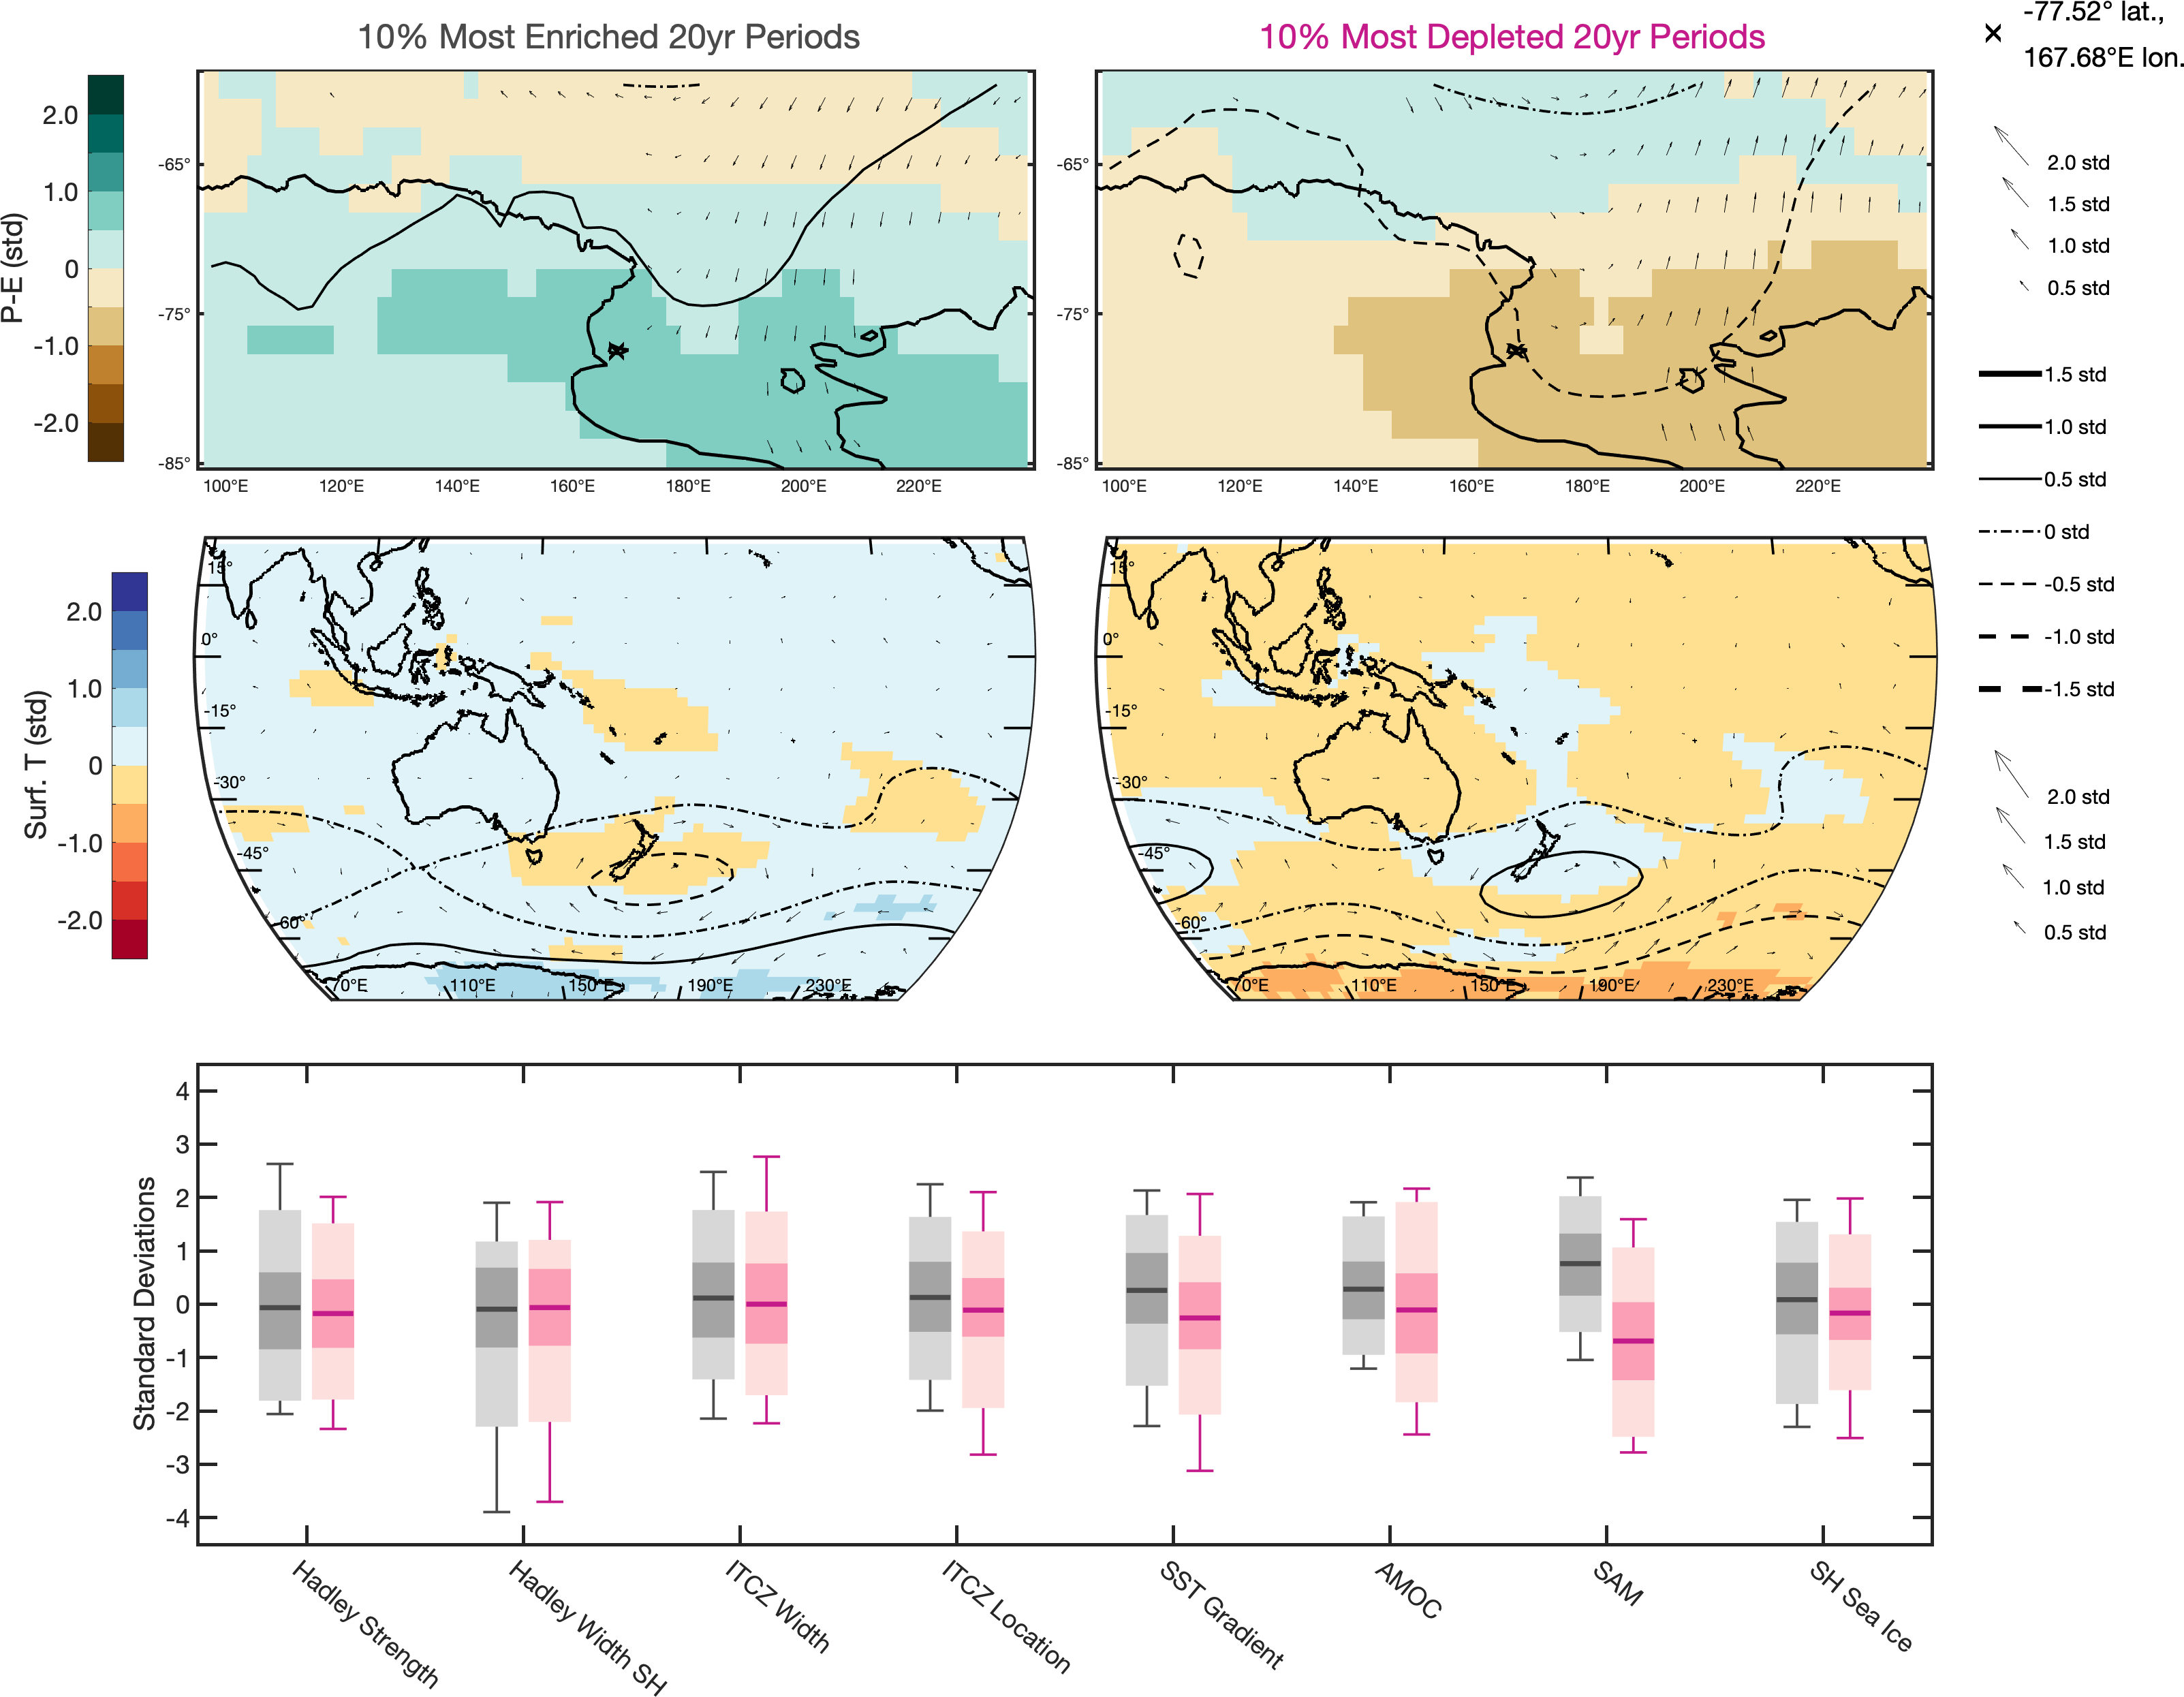 10% Most Enriched 20yr Periods
10% Most Depleted 20yr Periods
-77.52° lat.,
167.68°E lon.
P-E (std)
2.0
1.0
0
-1.0
-2.0
-65°
-75°
-85°
100°E 120°E 140°E 160°E 180°E 200°E 220°E
-65°
-75°
-85°
100°E 120°E 140°E 160°E 180°E 200°E 220°E
2.0 std
1.5 std
1.0 std
0.5 std
1.5 std
1.0 std
0.5 std
0 std
-0.5 std
-1.0 std
-1.5 std
2.0 std
1.5 std
1.0 std
0.5 std
Surf. T (std)
2.0
1.0
0
-1.0
-2.0
15°
0°
-15°
-30°
-45°
-60°
70°E 110°E 150°E 190°E 230°E
15°
0°
-15°
-30°
-45°
-60°
70°E 110°E 150°E 190°E 230°E
Standard Deviations
4
3
2
1
0
-1
-2
-3
-4
Hadley Strength
Hadley Width SH
ITCZ Width
ITCZ Location
SST Gradient
AMOC
SAM
SH Sea Ice